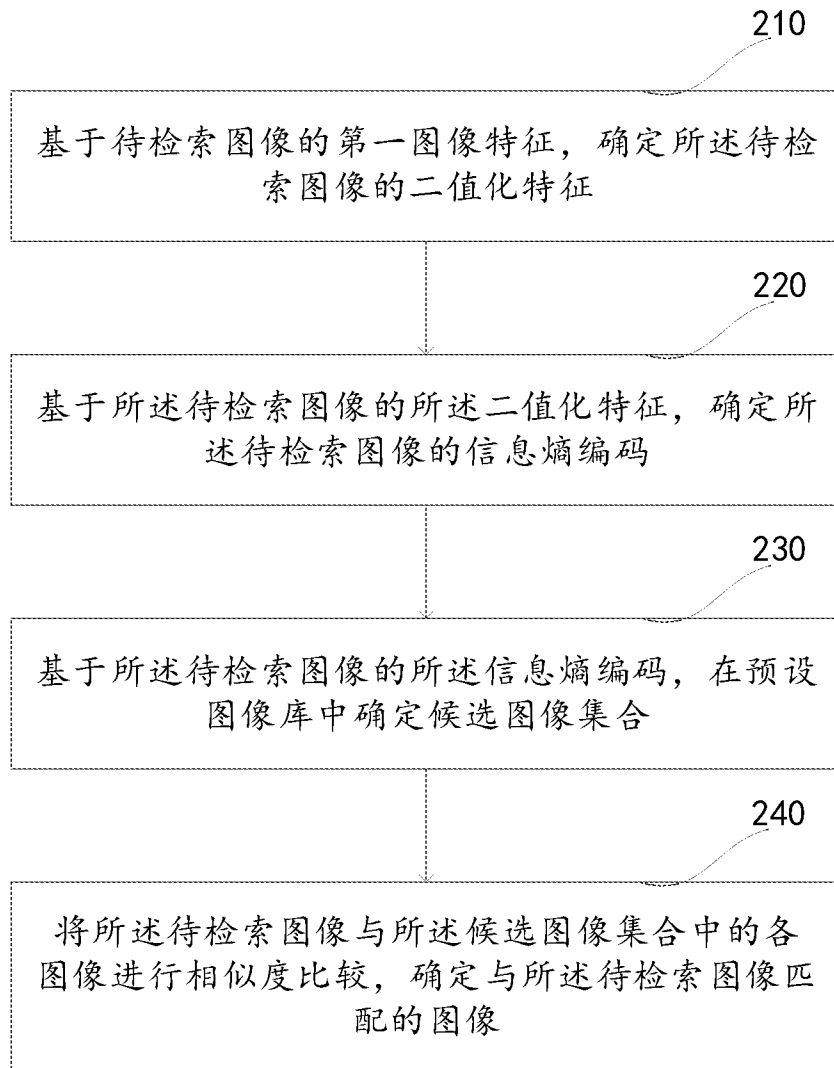 210
基于待检索图像的第一图像特征，确定所述待检
索图像的二值化特征
220
基于所述待检索图像的所述二值化特征，确定所
述待检索图像的信息熵编码
230
基于所述待检索图像的所述信息熵编码，在预设
图像库中确定候选图像集合
240
将所述待检索图像与所述候选图像集合中的各
图像进行相似度比较，确定与所述待检索图像匹
配的图像